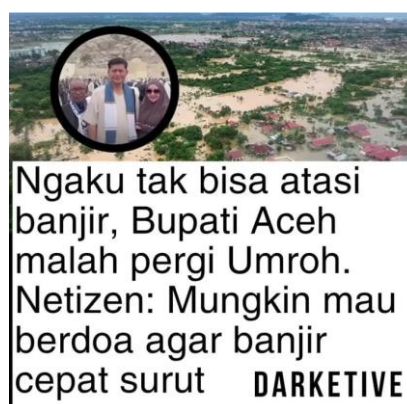 Ngaku tak bisa atasi
banjir, Bupati Aceh
malah pergi Umroh.
Netizen: Mungkin mau
berdoa agar banjir
cepat surut DARKETIVE